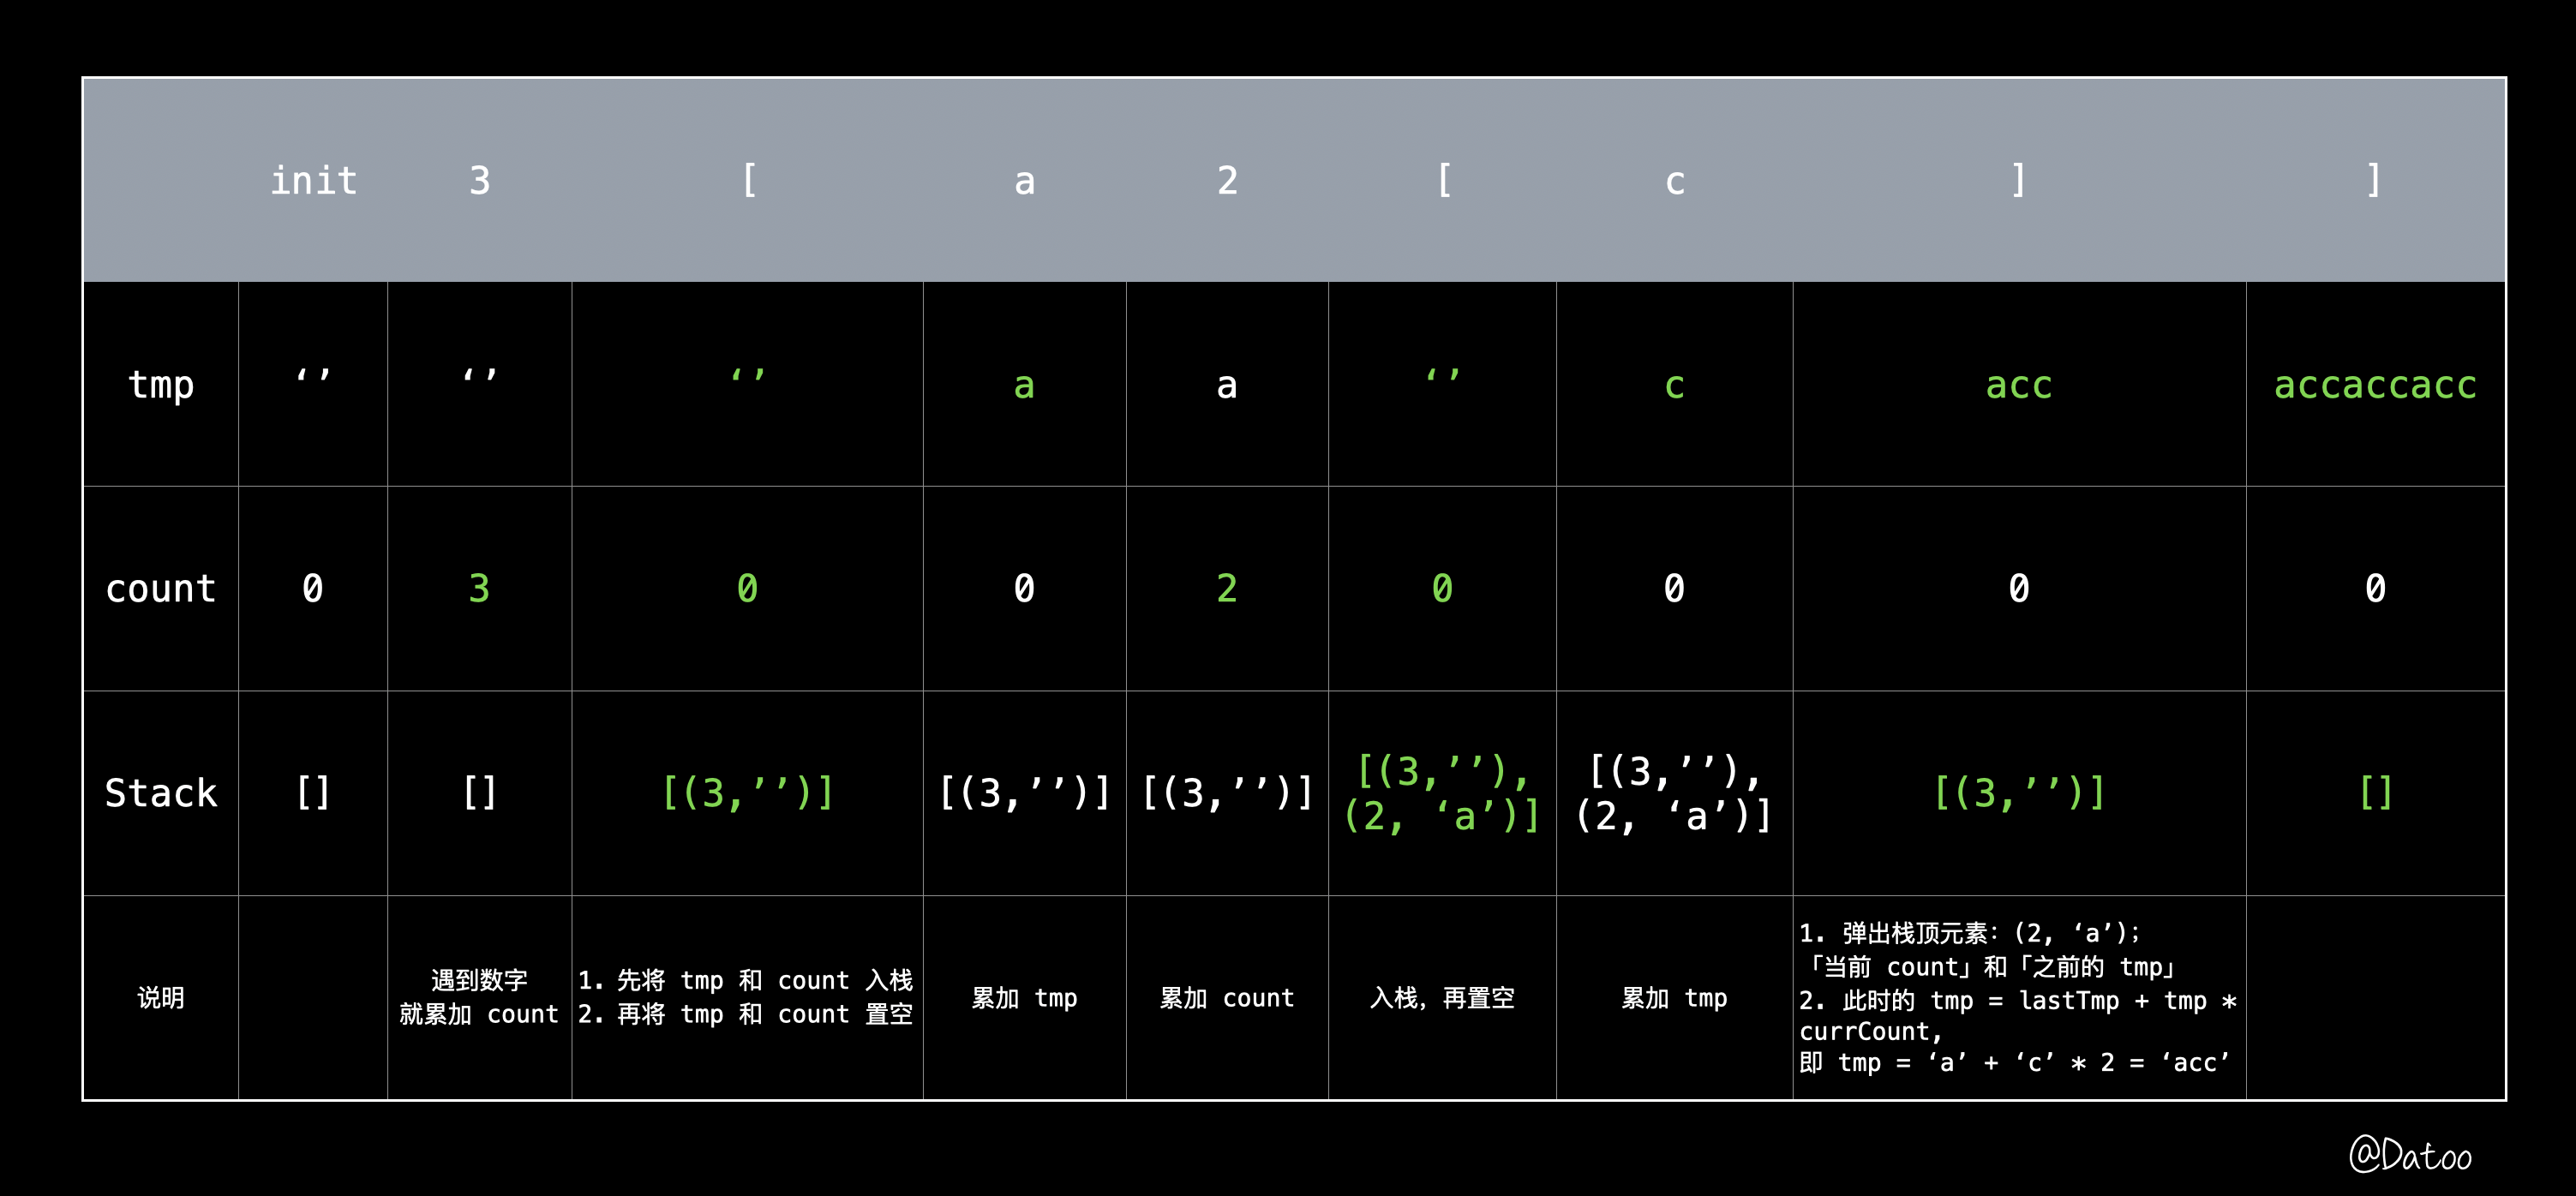 init 3 [ a 2 [ c ] ]
tmp ‘’ ‘’ ‘’ a a ‘’ c acc accaccacc
count 0 3 0 0 2 0 0 0 0
Stack [] [] [(3,’’)] [(3,’’)] [(3,’’)] [(3,’’), [(3,’’), [(3,’’)] []
(2, ‘a’)] (2, ‘a’)]
说明
遇到数字
就累加 count
1. 先将 tmp 和 count 入栈
2. 再将 tmp 和 count 置空
累加 tmp
累加 count
入栈，再置空
累加 tmp
1. 弹出栈顶元素：(2, ‘a’)；
「当前 count」和「之前的 tmp」
2. 此时的 tmp = lastTmp + tmp *
currCount,
即 tmp = ‘a’ + ‘c’ * 2 = ‘acc’
@Datoo